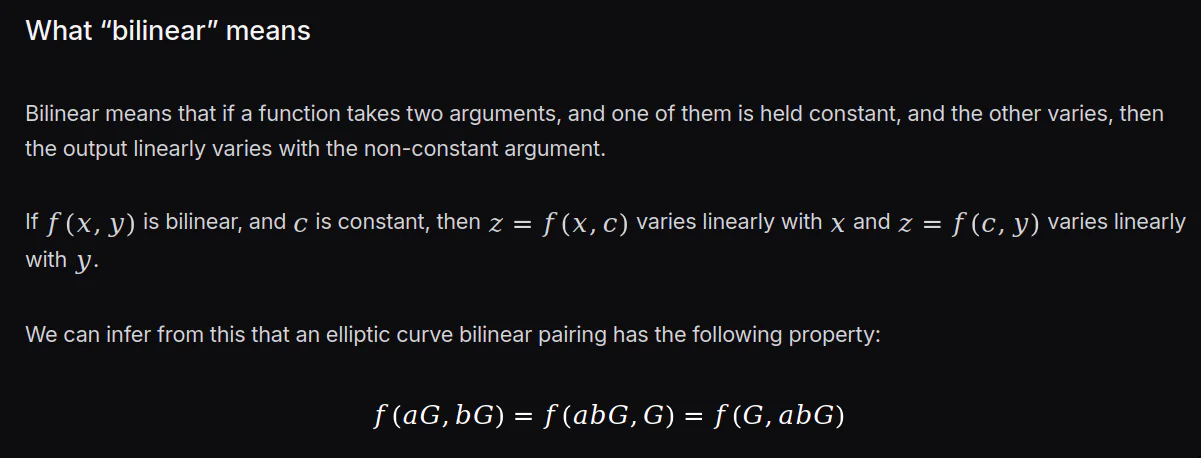 What “bilinear” means
Bilinear means that if a function takes two arguments, and one of them is held constant, and the other varies, then
the output linearly varies with the non-constant argument.
If f(x, y) is bilinear, and c is constant, then z = f(x, c) varies linearly with x and z = f(c, y) varies linearly
with y.
We can infer from this that an elliptic curve bilinear pairing has the following property:
f(aG, bG) = f(abG, G) = f(G, abG)